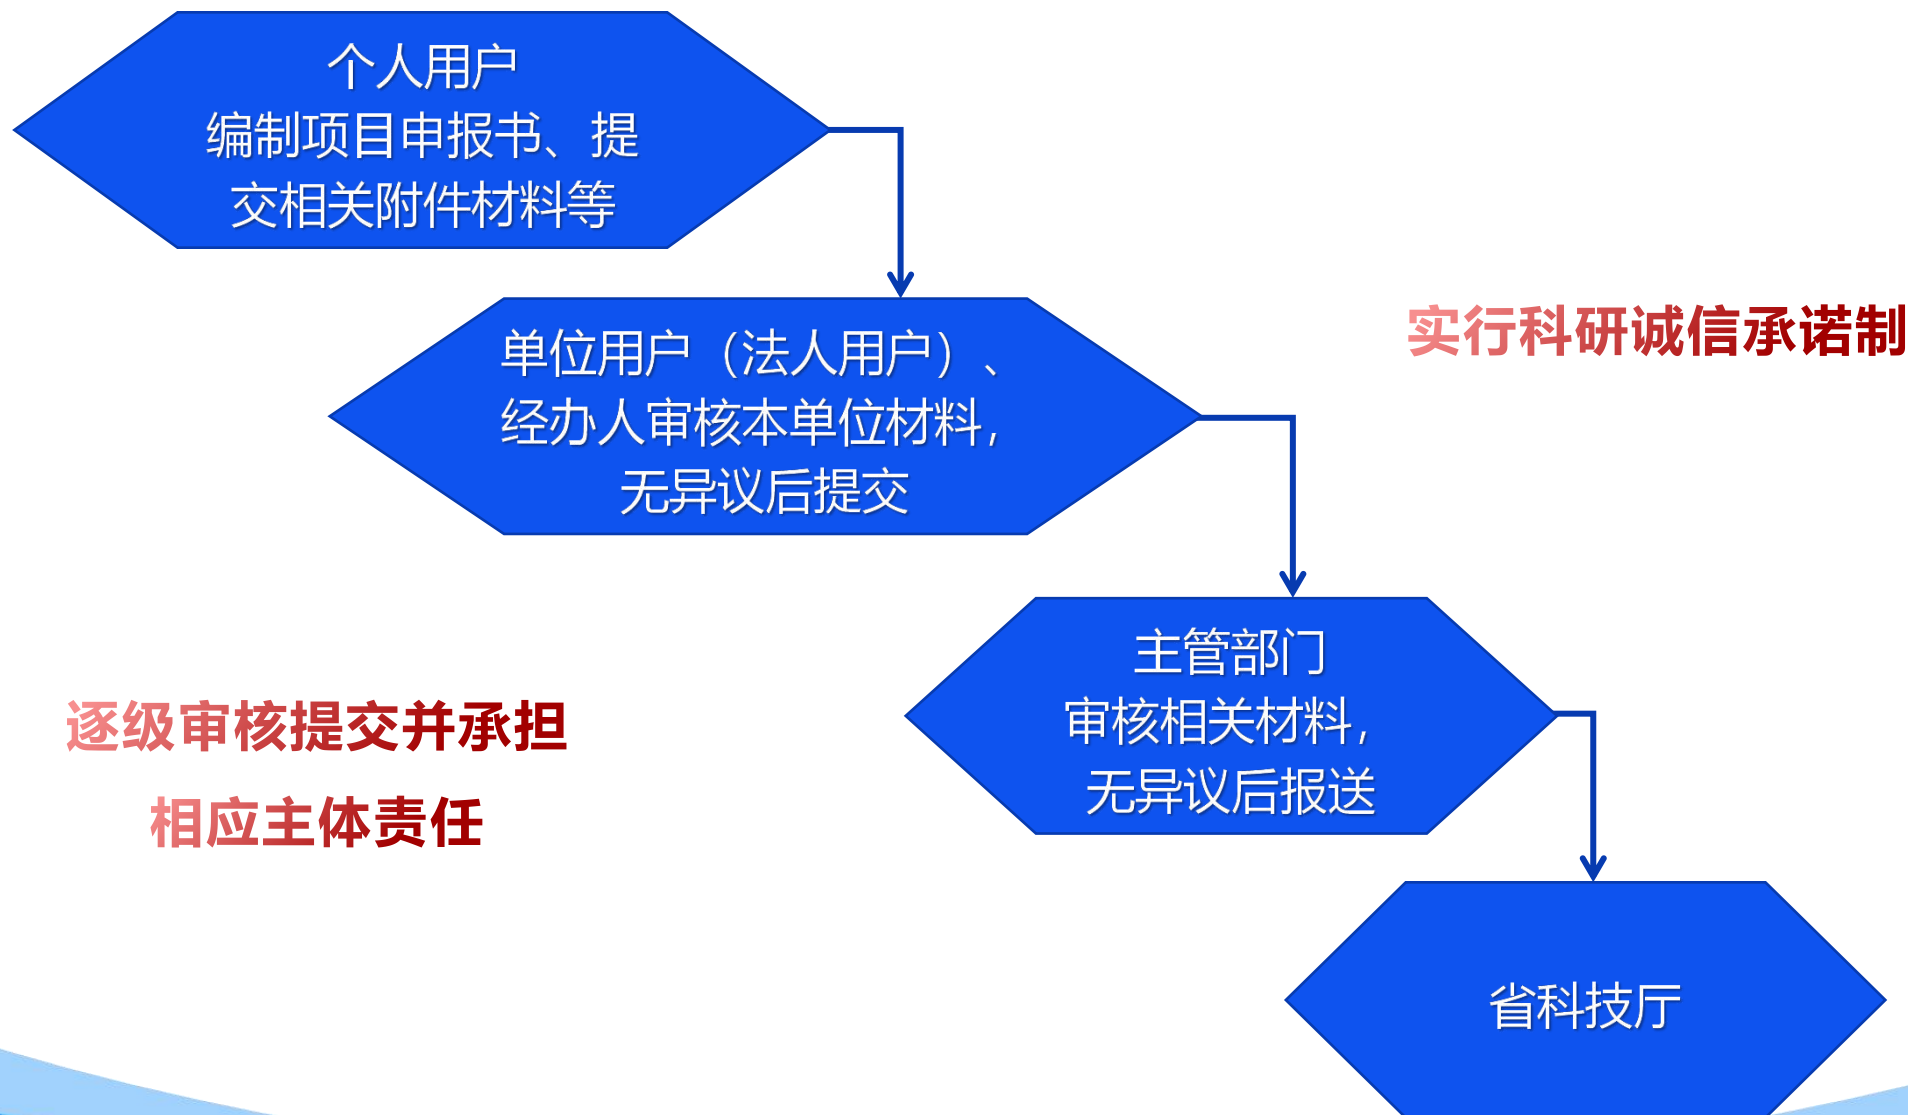 个人用户
编制项目申报书、提
交相关附件材料等
单位用户（法人用户）、
经办人审核本单位材料，
无异议后提交
实行科研诚信承诺制
主管部门
审核相关材料，
无异议后报送
逐级审核提交并承担
相应主体责任
省科技厅